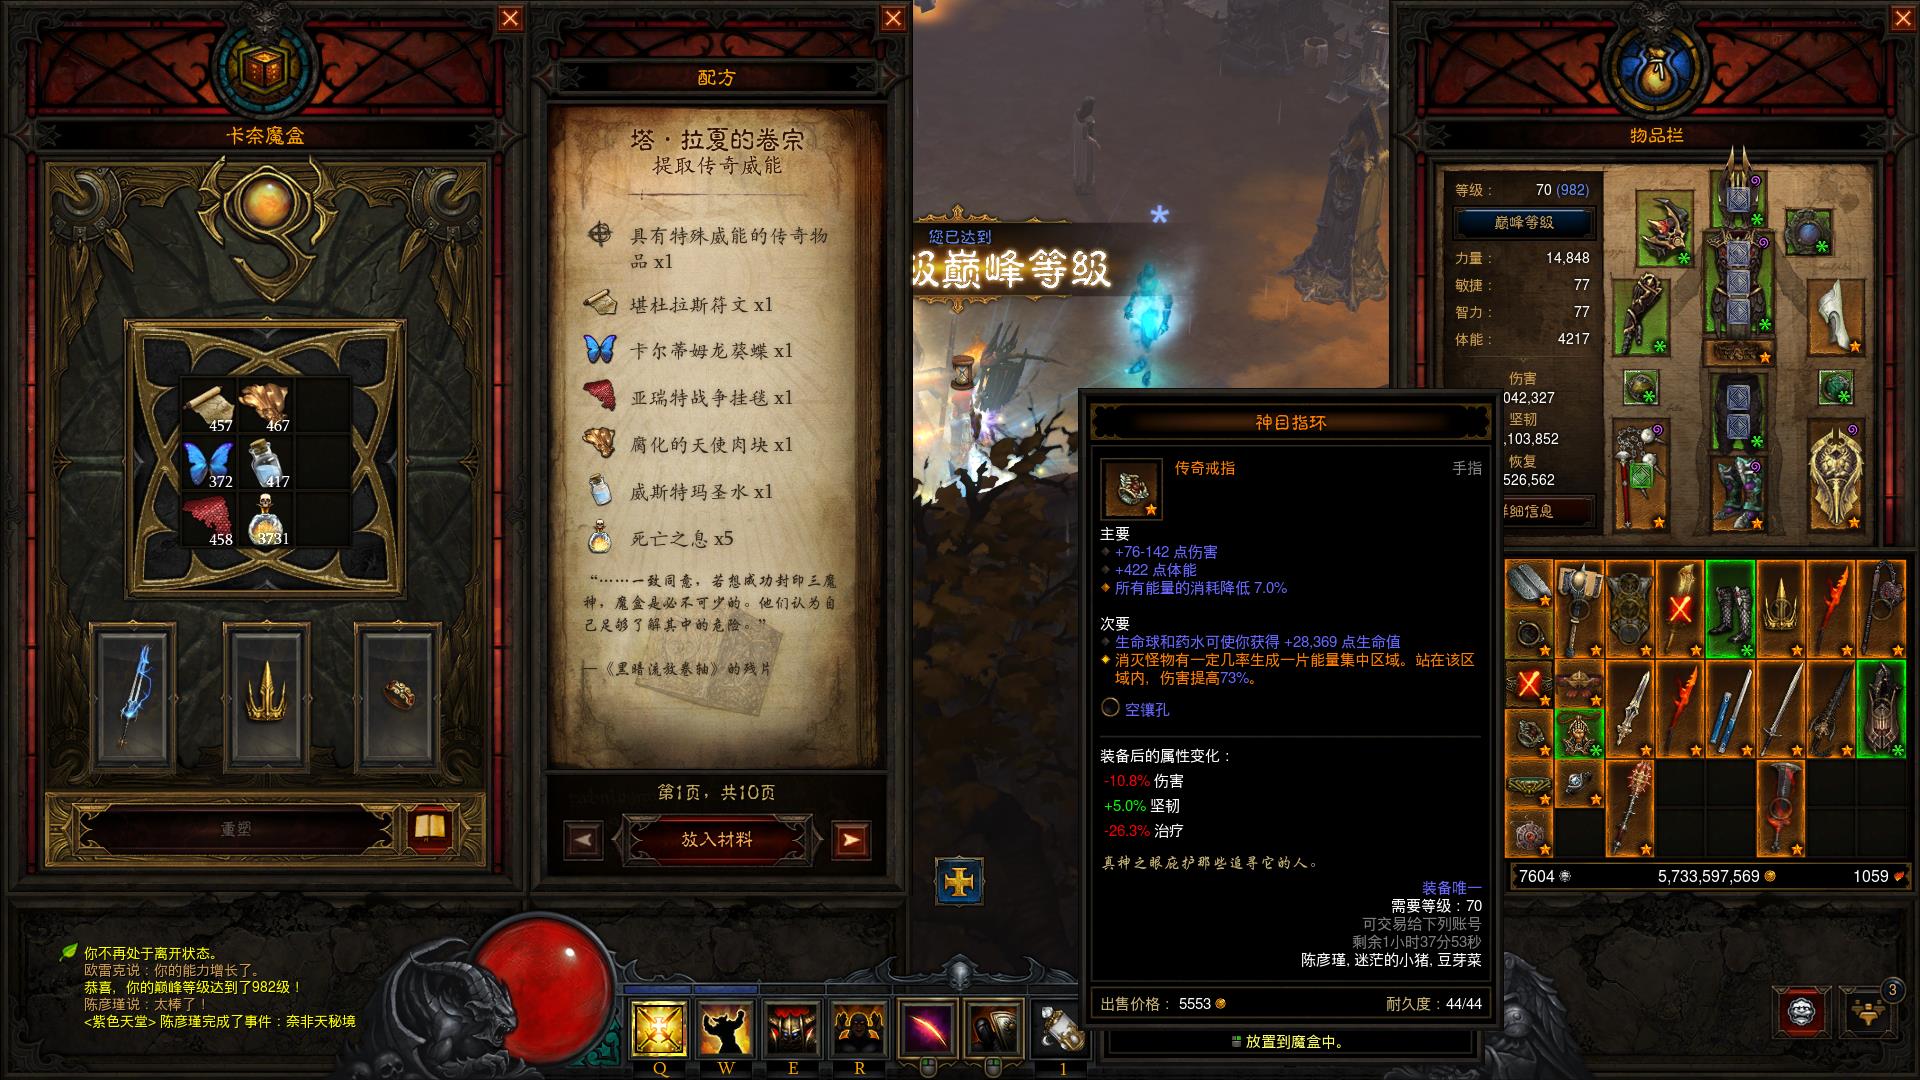 卡奈魔盒
457
467
372
417
458
3731
重塑
配方
塔·拉夏的卷宗
提取传奇威能
具有特殊威能的传奇物
品 x1
堪杜拉斯符文 x1
卡尔蒂姆龙葵蝶 x1
亚瑞特战争挂毯 x1
腐化的天使肉块 x1
威斯特玛圣水 x1
死亡之息 x5
“……一致同意，若想成功封印三魔
神，魔盒是必不可少的。他们认为自
己足够了解其中的危险。”
—《黑暗流放卷轴》的残片
第1页，共10页
放入材料
您已达到
级巅峰等级
物品栏
等级： 70 (982)
巅峰等级
力量： 14,848
敏捷： 77
智力： 77
体能： 4217
伤害
042,327
坚韧
,103,852
恢复
526,562
详细信息
神目指环
传奇戒指 手指
主要
+76-142 点伤害
+422 点体能
所有能量的消耗降低 7.0%
次要
生命球和药水可使你获得 +28,369 点生命值
消灭怪物有一定几率生成一片能量集中区域。站在该区
域内，伤害提高73%。
空镶孔
装备后的属性变化：
-10.8% 伤害
+5.0% 坚韧
-26.3% 治疗
真神之眼庇护那些追寻它的人。
装备唯一
需要等级：70
可交易给下列账号
剩余1小时37分53秒
陈彦瑾, 迷茫的小猪, 豆芽菜
出售价格： 5553 耐久度：44/44
放置到魔盒中。
7604 5,733,597,569 1059
你不再处于离开状态。
欧雷克说：你的能力增长了。
恭喜，你的巅峰等级达到了982级！
陈彦瑾说：太棒了！
<紫色天堂> 陈彦瑾完成了事件：奈非天秘境
Q W E R 1
3